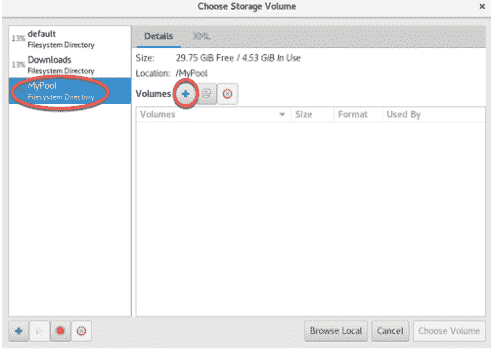 Choose Storage Volume
13% default
Filesystem Directory
13% Downloads
Filesystem Directory
MyPool
Filesystem Directory
Details XML
Size: 29.75 GiB Free / 4.53 GiB In Use
Location: /MyPool
Volumes
Volumes Size Format Used By
Browse Local Cancel Choose Volume